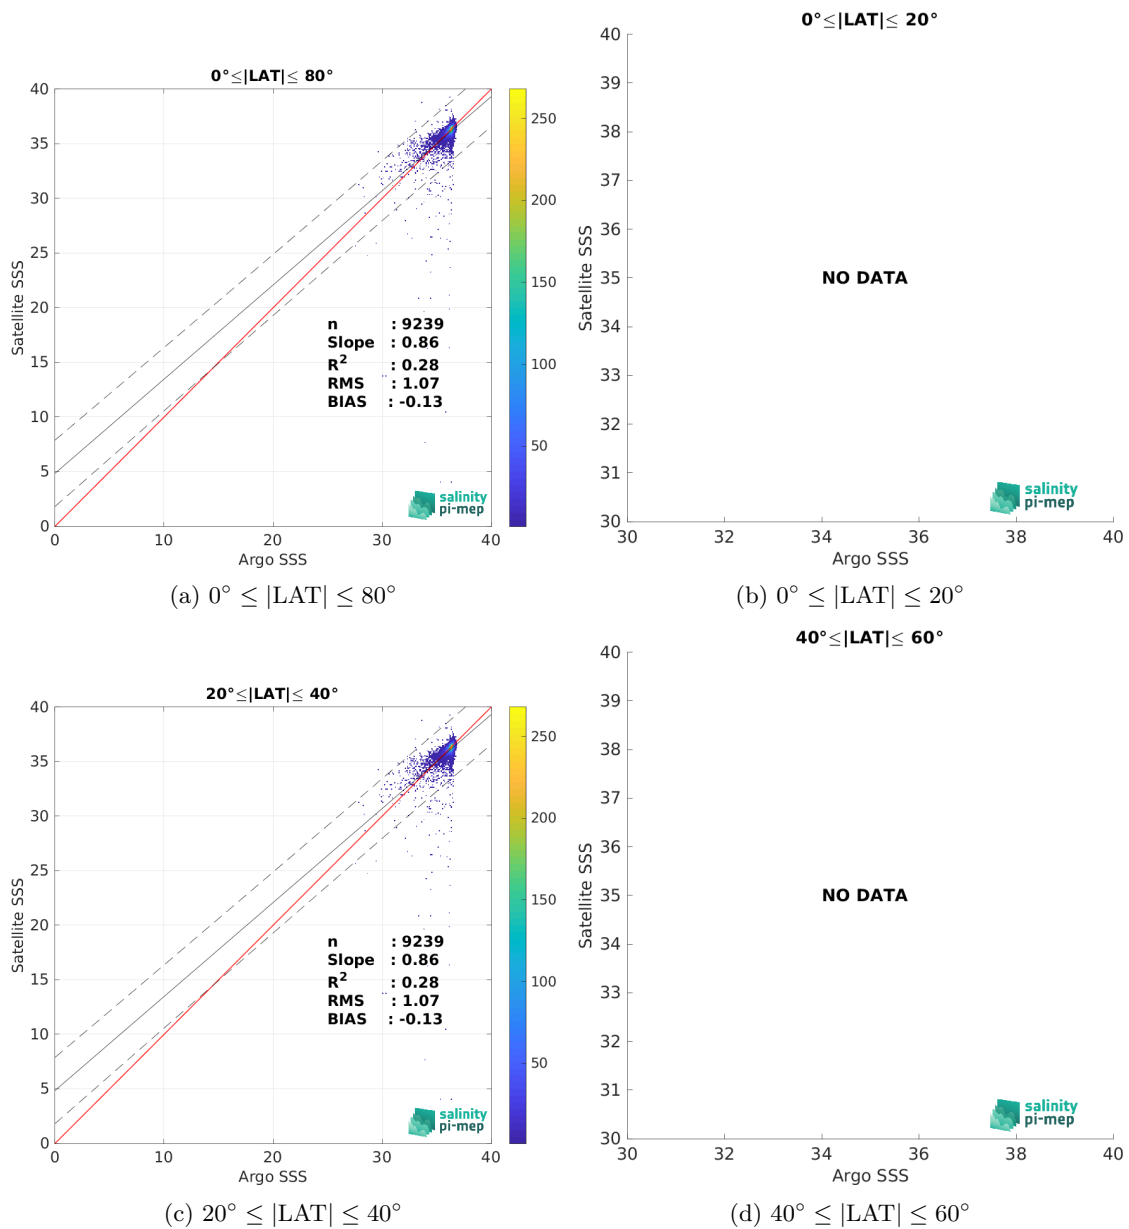 0°≤|LAT|≤ 80°
40
35
30
25
20
15
10
5
0
0
10
20
30
40
Satellite SSS
Argo SSS
n : 9239
Slope : 0.86
R² : 0.28
RMS : 1.07
BIAS : -0.13
salinity
pi-mep
250
200
150
100
50
(a) 0° ≤ |LAT| ≤ 80°
0°≤|LAT|≤ 20°
40
39
38
37
36
35
34
33
32
31
30
30
32
34
36
38
40
Satellite SSS
Argo SSS
NO DATA
salinity
pi-mep
(b) 0° ≤ |LAT| ≤ 20°
20°≤|LAT|≤ 40°
40
35
30
25
20
15
10
5
0
0
10
20
30
40
Satellite SSS
Argo SSS
n : 9239
Slope : 0.86
R² : 0.28
RMS : 1.07
BIAS : -0.13
salinity
pi-mep
250
200
150
100
50
(c) 20° ≤ |LAT| ≤ 40°
40°≤|LAT|≤ 60°
40
39
38
37
36
35
34
33
32
31
30
30
32
34
36
38
40
Satellite SSS
Argo SSS
NO DATA
salinity
pi-mep
(d) 40° ≤ |LAT| ≤ 60°